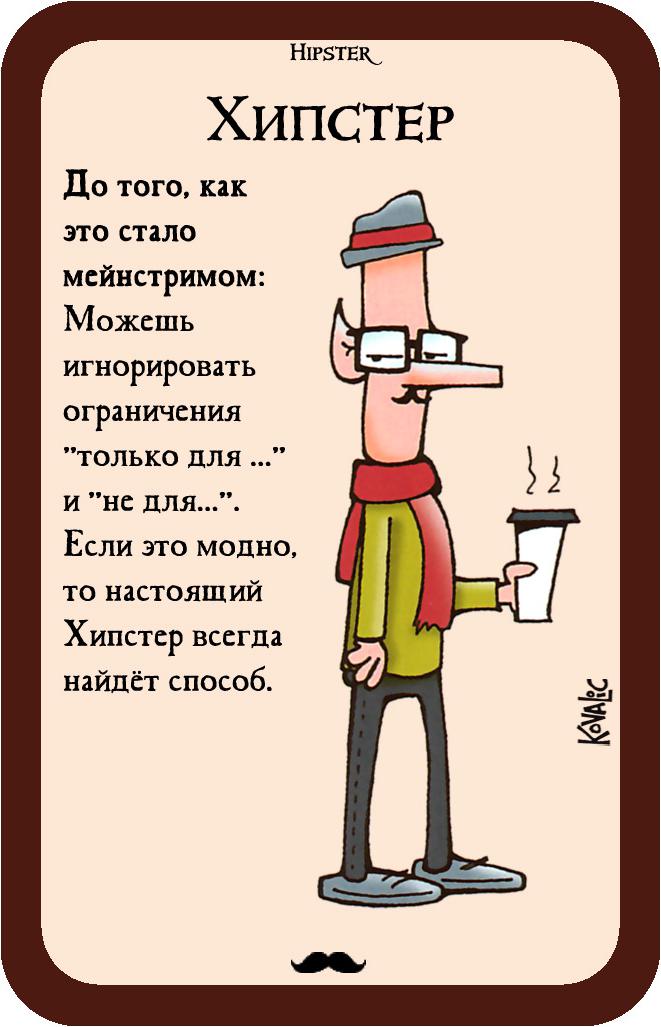 Hipster
Хипстер
До того, как
это стало
мейнстримом:
Можешь
игнорировать
ограничения
"только для ..."
и "не для...".
Если это модно,
то настоящий
Хипстер всегда
найдёт способ.
KOVALIC